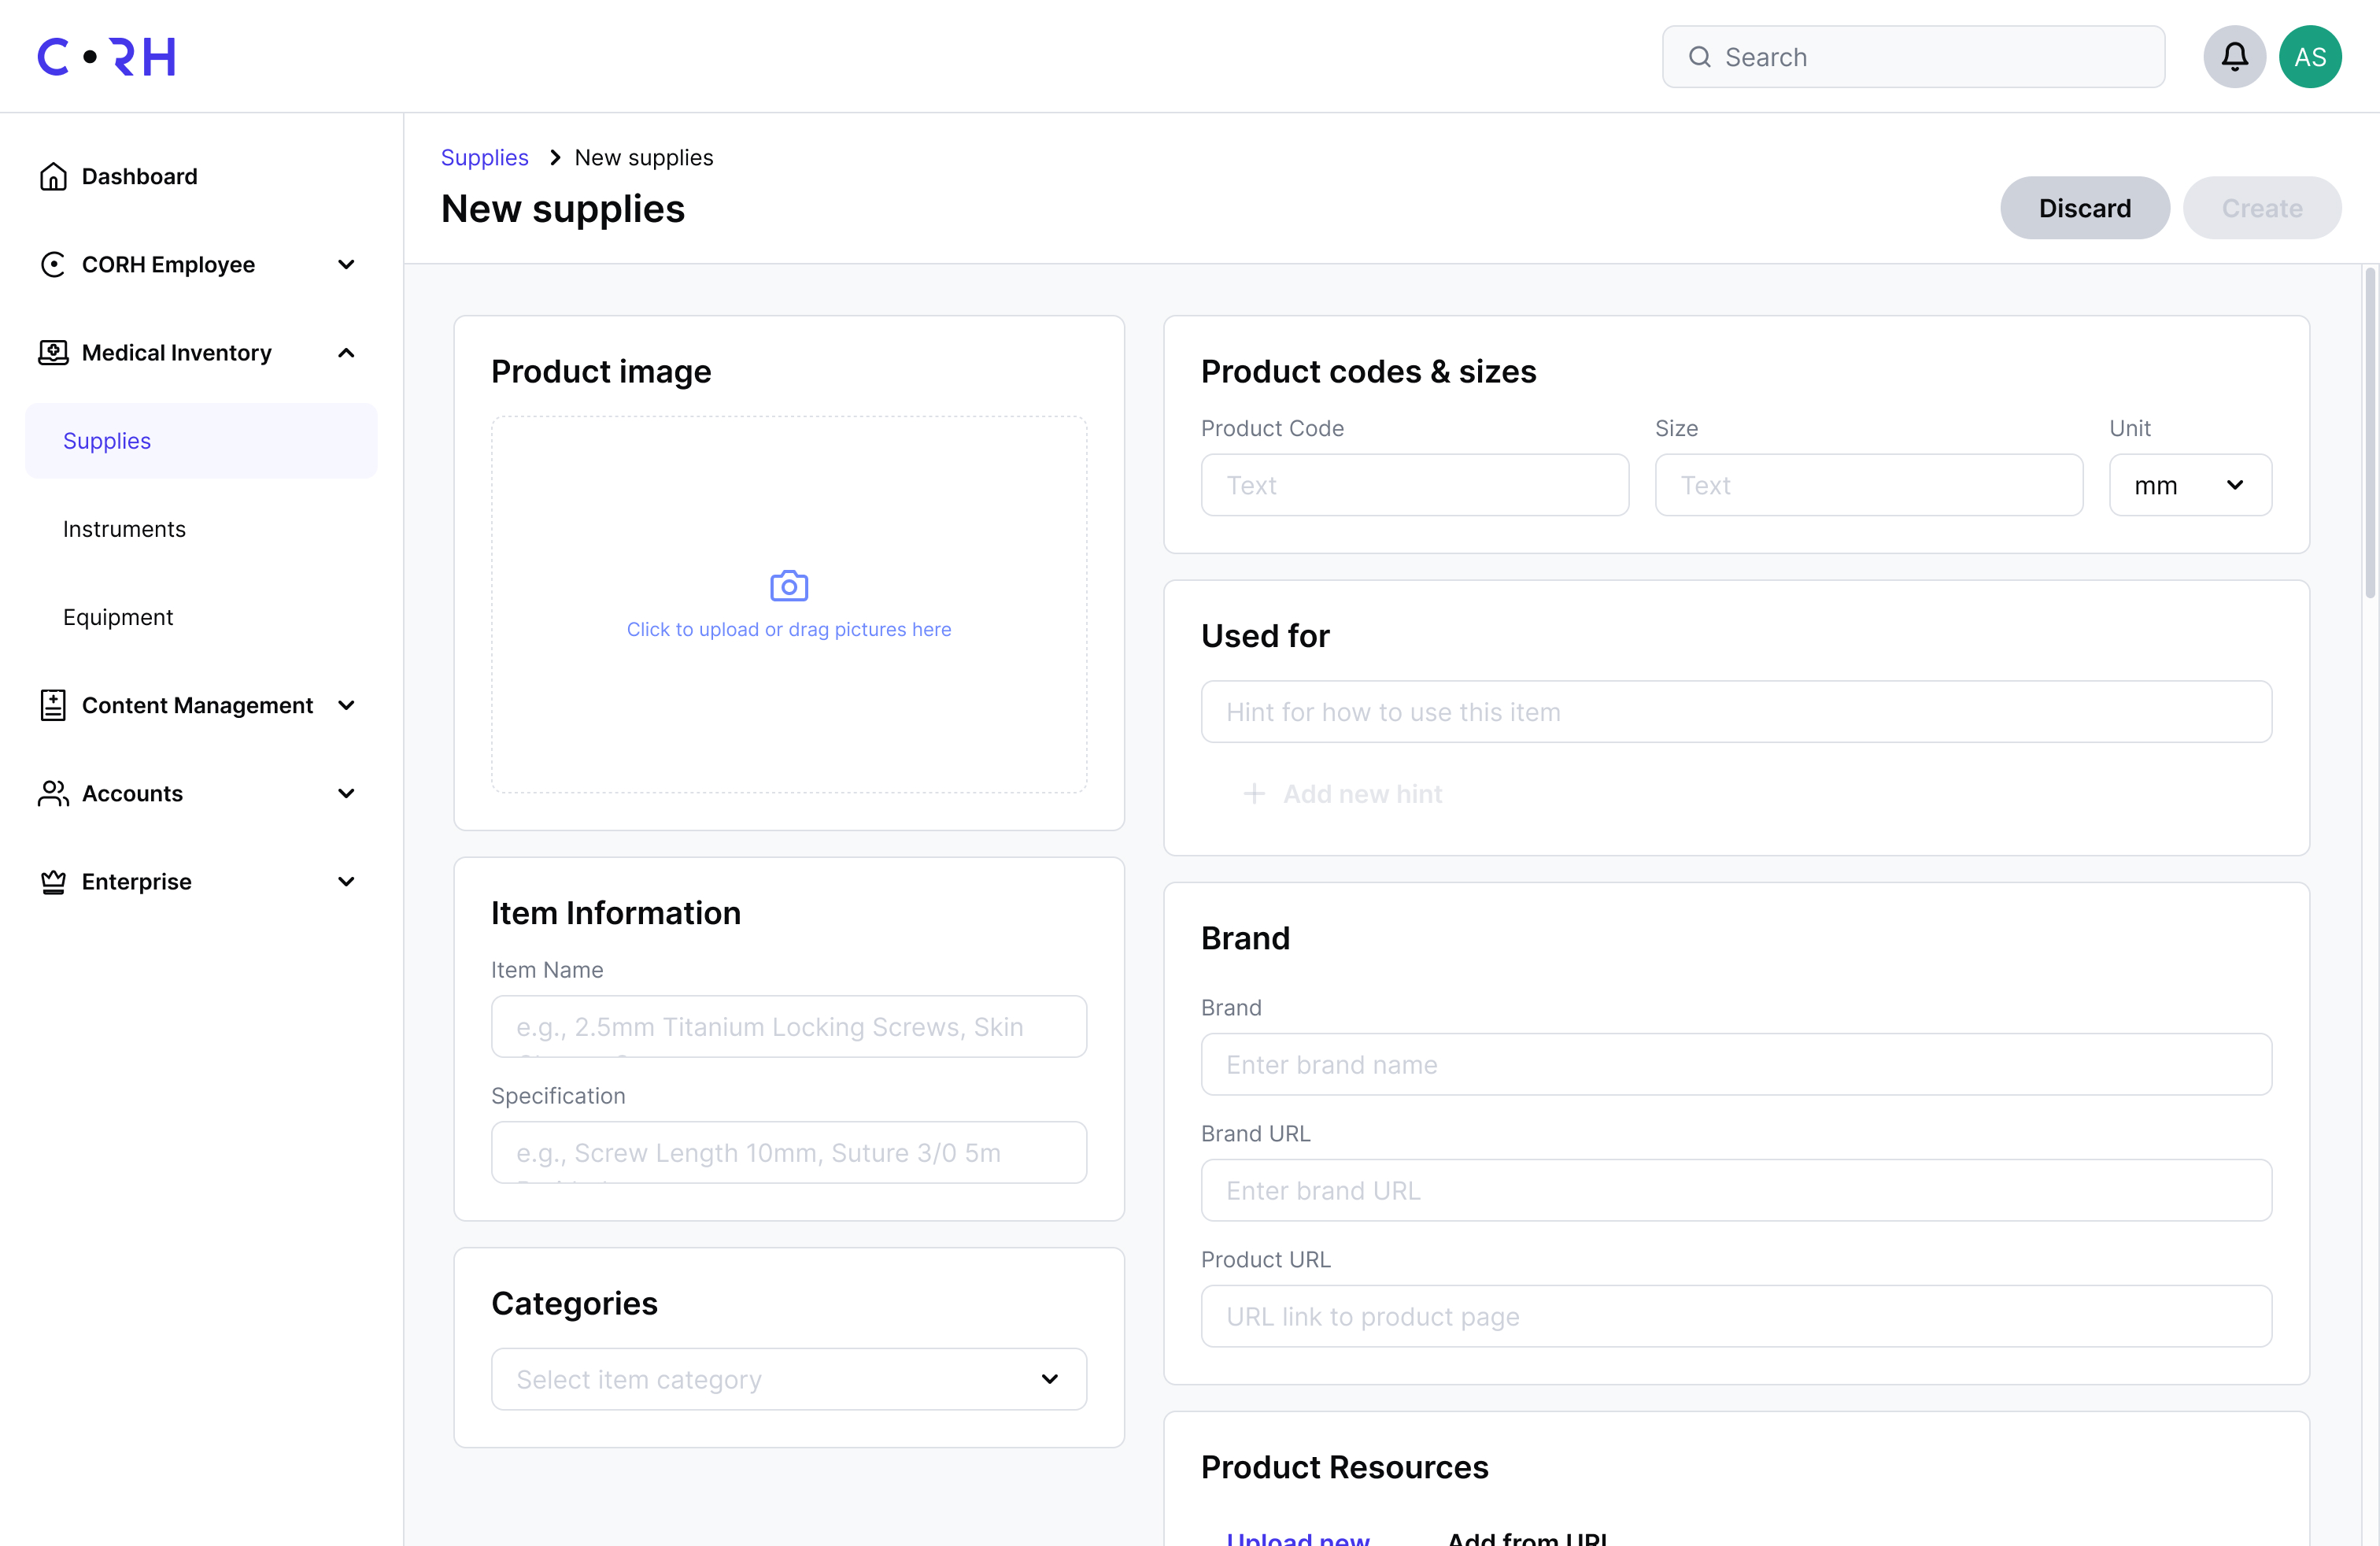 C•RH
Search
AS
Dashboard
CORH Employee
Medical Inventory
Supplies
Instruments
Equipment
Content Management
Accounts
Enterprise
Supplies > New supplies
New supplies
Discard
Create
Product image
Click to upload or drag pictures here
Item Information
Item Name
e.g., 2.5mm Titanium Locking Screws, Skin
Specification
e.g., Screw Length 10mm, Suture 3/0 5m
Categories
Select item category
Product codes & sizes
Product Code
Size
Unit
Text
Text
mm
Used for
Hint for how to use this item
+ Add new hint
Brand
Brand
Enter brand name
Brand URL
Enter brand URL
Product URL
URL link to product page
Product Resources
Upload new
Add from URL